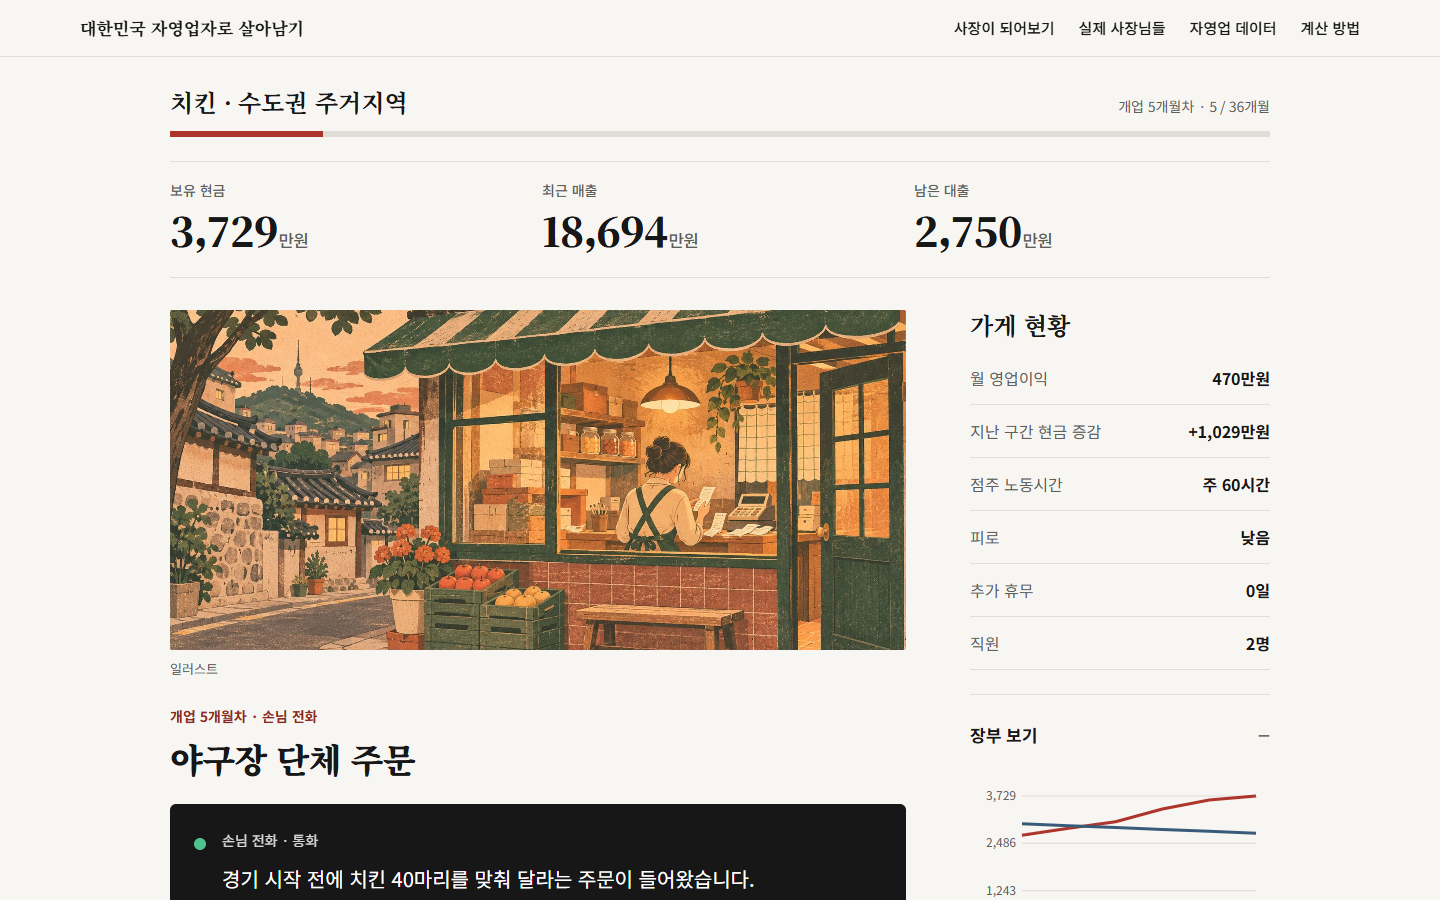 대한민국 자영업자로 살아남기
사장이 되어보기 실제 사장님들 자영업 데이터 계산 방법
치킨 · 수도권 주거지역
개업 5개월차 · 5 / 36개월
보유 현금
3,729만원
최근 매출
18,694만원
남은 대출
2,750만원
일러스트
개업 5개월차 · 손님 전화
야구장 단체 주문
손님 전화 · 통화
경기 시작 전에 치킨 40마리를 맞춰 달라는 주문이 들어왔습니다.
가게 현황
월 영업이익 470만원
지난 구간 현금 증감 +1,029만원
점주 노동시간 주 60시간
피로 낮음
추가 휴무 0일
직원 2명
장부 보기 –
3,729
2,486
1,243